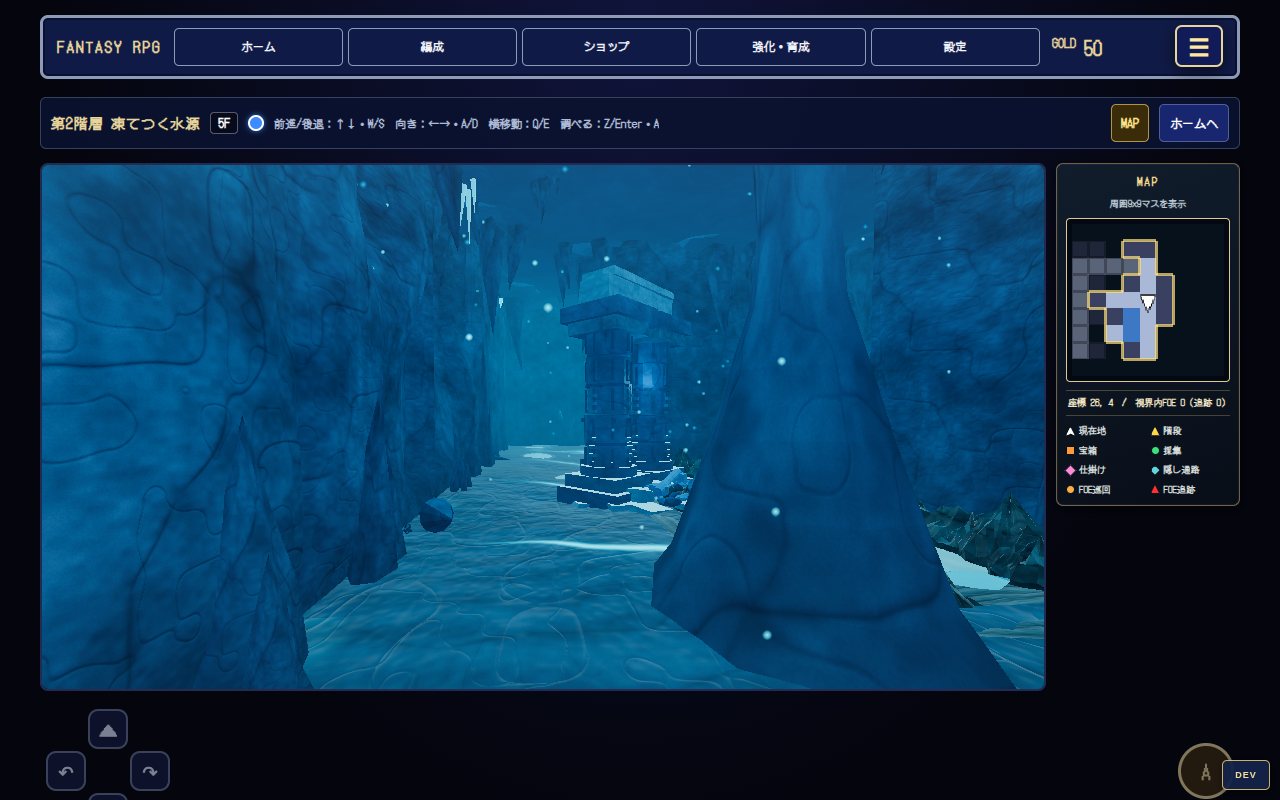 FANTASY RPG
ホーム
編成
ショップ
強化・育成
設定
GOLD 50
第2階層 凍てつく水源 5F 前進/後退：↑↓・W/S 向き：←→・A/D 横移動：Q/E 調べる：Z/Enter・A
MAP
ホームへ
MAP
周囲9x9マスを表示
座標 26, 4 / 視界内FOE 0 (追跡 0)
現在地
階段
宝箱
採集
仕掛け
隠し通路
FOE巡回
FOE追跡
A
DEV